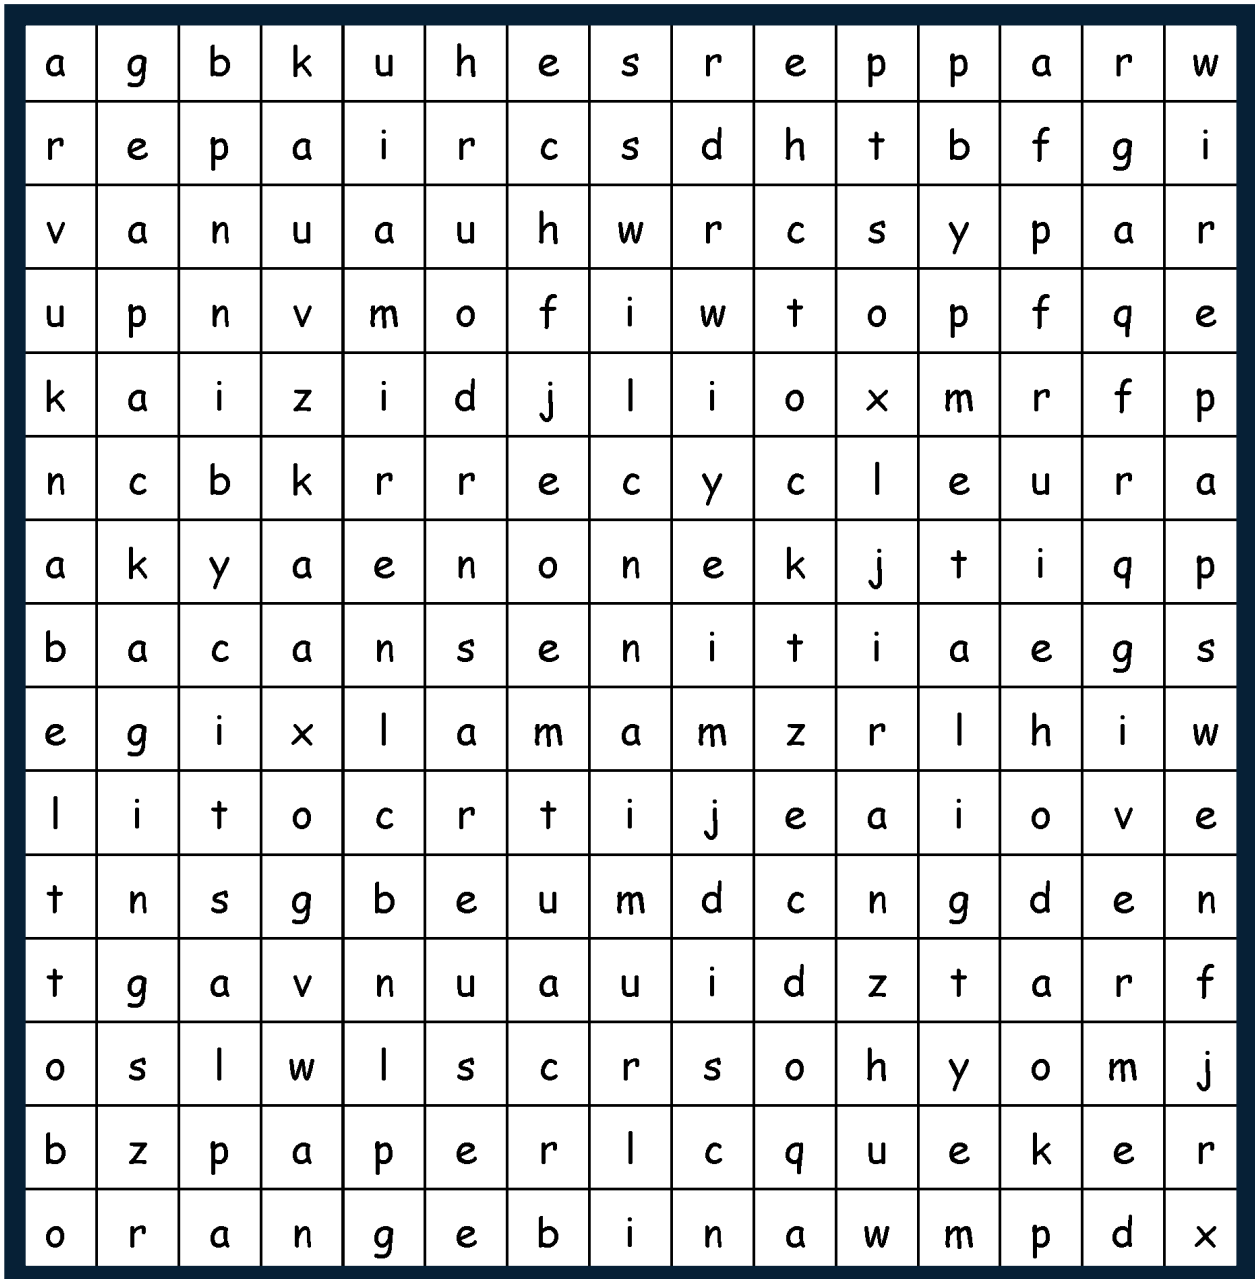 a g b k u h e s r e p p a r w
r e p a i r c s d h t b f g i
v a n u a u h w r c s y p a r
u p n v m o f i w t o p f q e
k a i z i d j l i o x m r f p
n c b k r r e c y c l e u r a
a k y a e n o n e k j t i q p
b a c a n s e n i t i a e g s
e g i x l a m a m z r l h i w
l i t o c r t i j e a i o v e
t n s g b e u m d c n g d e n
t g a v n u a u i d z t a r f
o s l w l s c r s o h y o m j
b z p a p e r l c q u e k e r
o r a n g e b i n a w m p d x